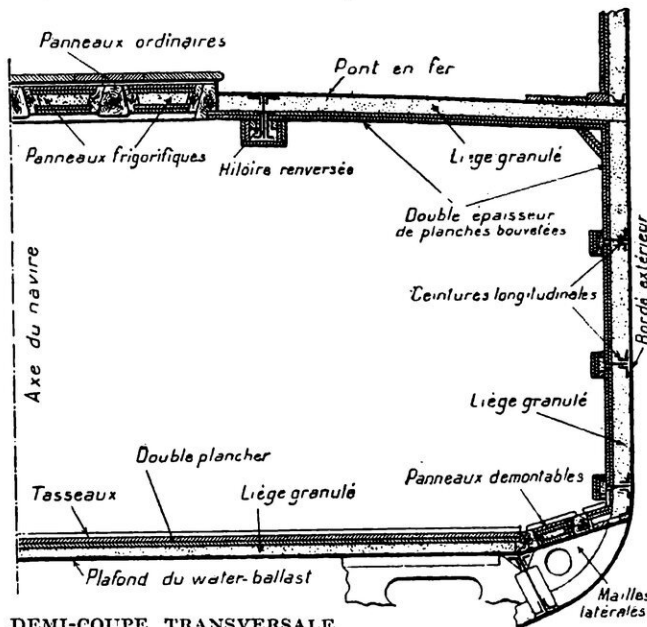 Panneaux ordinaires
Pont en fer
Panneaux frigorifiques
Hiloire renversée
Liège granulé
Double épaisseur
de planches bouvetées
Ceintures longitudinales
Bordé extérieur
Axe du navire
Liège granulé
Double plancher
Tasseaux
Liège granulé
Panneaux démontables
Plafond du water-ballast
Mailles
latérales
DEMI-COUPE TRANSVERSALE